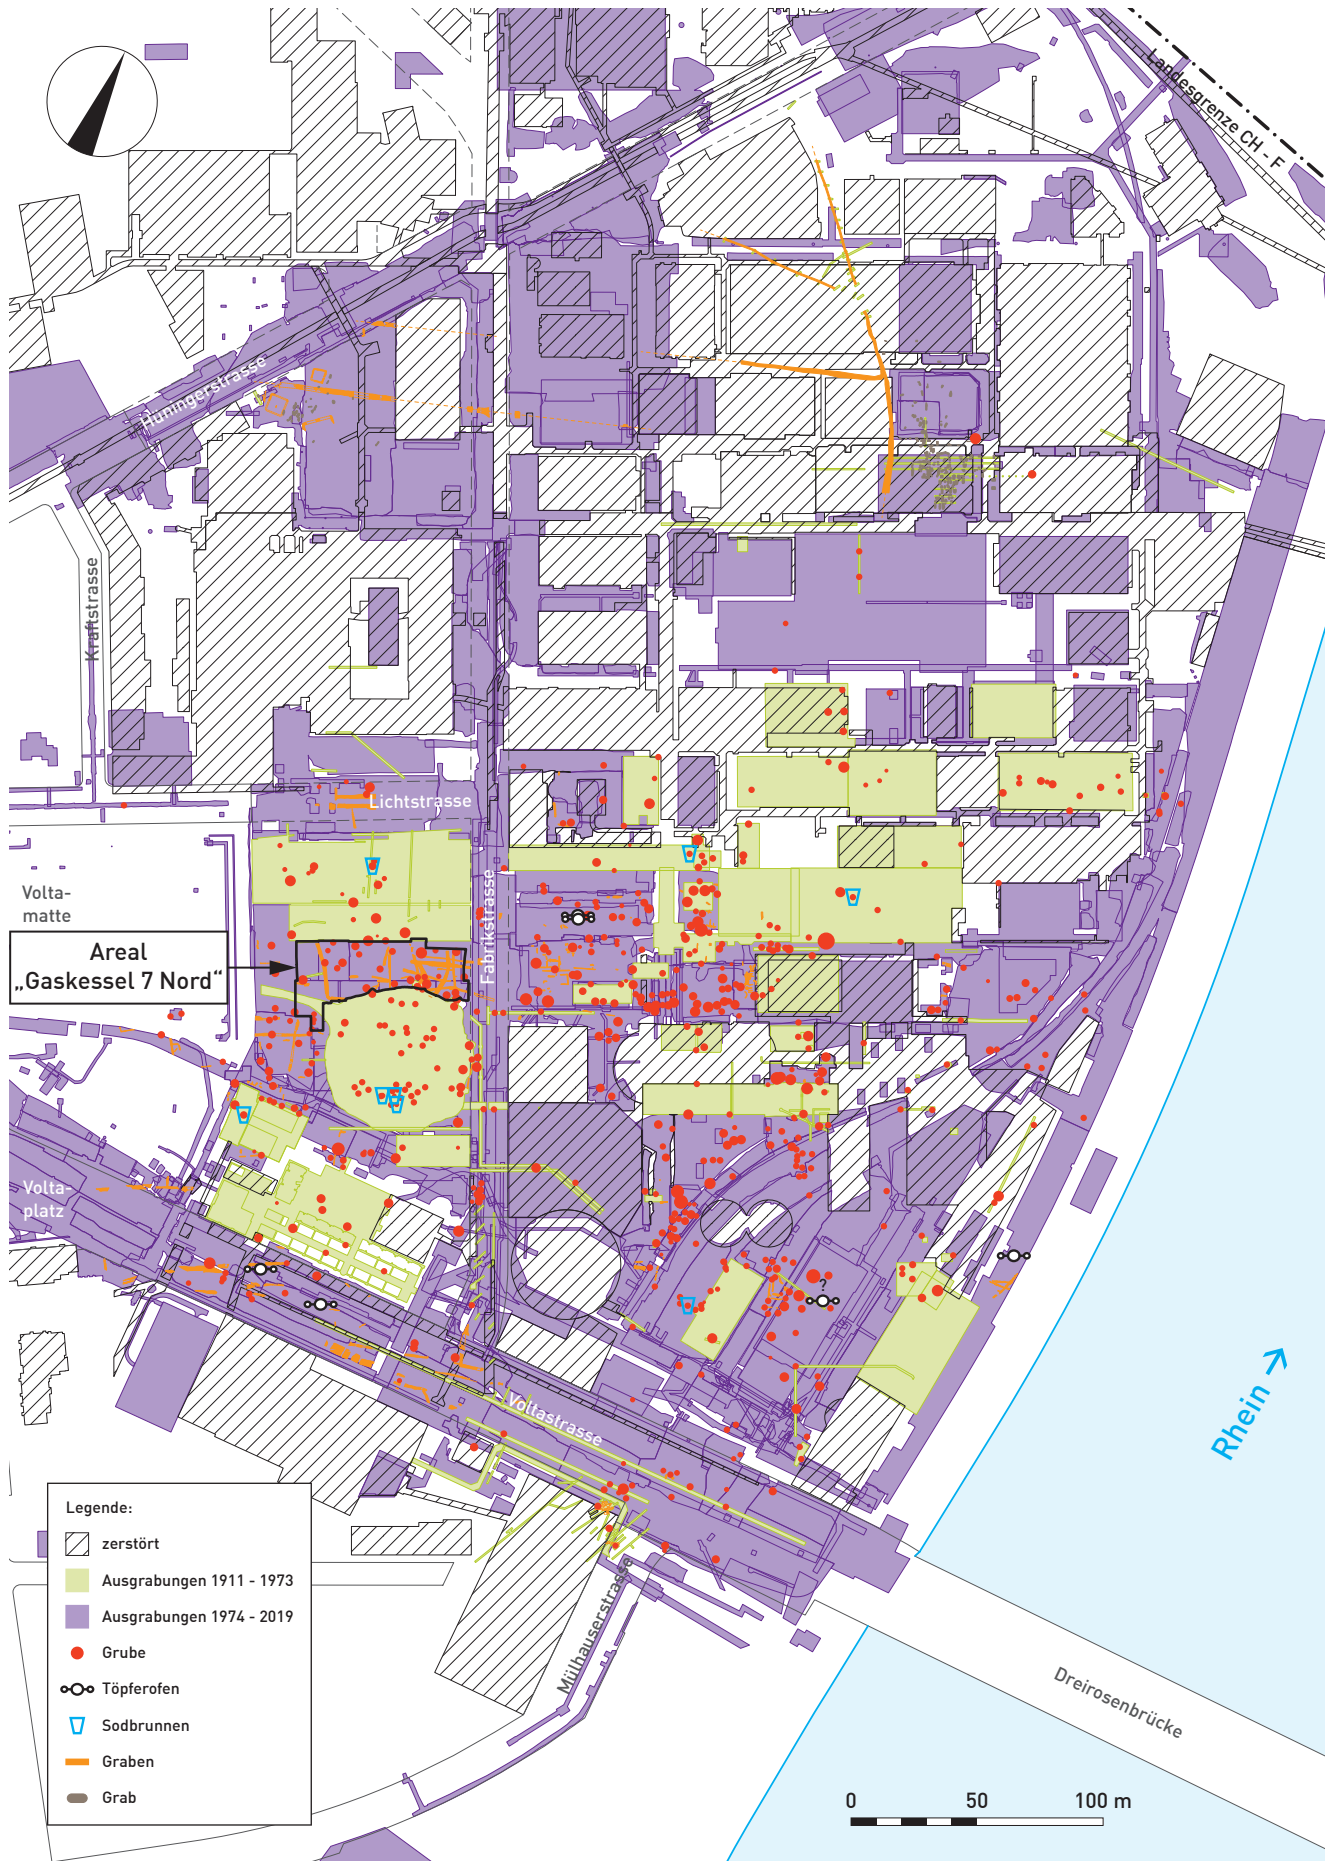 Landesgrenze CH - F
Hüningerstrasse
Kraftstrasse
Lichtstrasse
Fabrikstrasse
Volta-
matte
Areal
„Gaskessel 7 Nord“
Volta-
platz
?
Voltastrasse
Rhein →
Mülhauserstrasse
Dreirosenbrücke
Legende:
zerstört
Ausgrabungen 1911 - 1973
Ausgrabungen 1974 - 2019
Grube
Töpferofen
Sodbrunnen
Graben
Grab
0 50 100 m